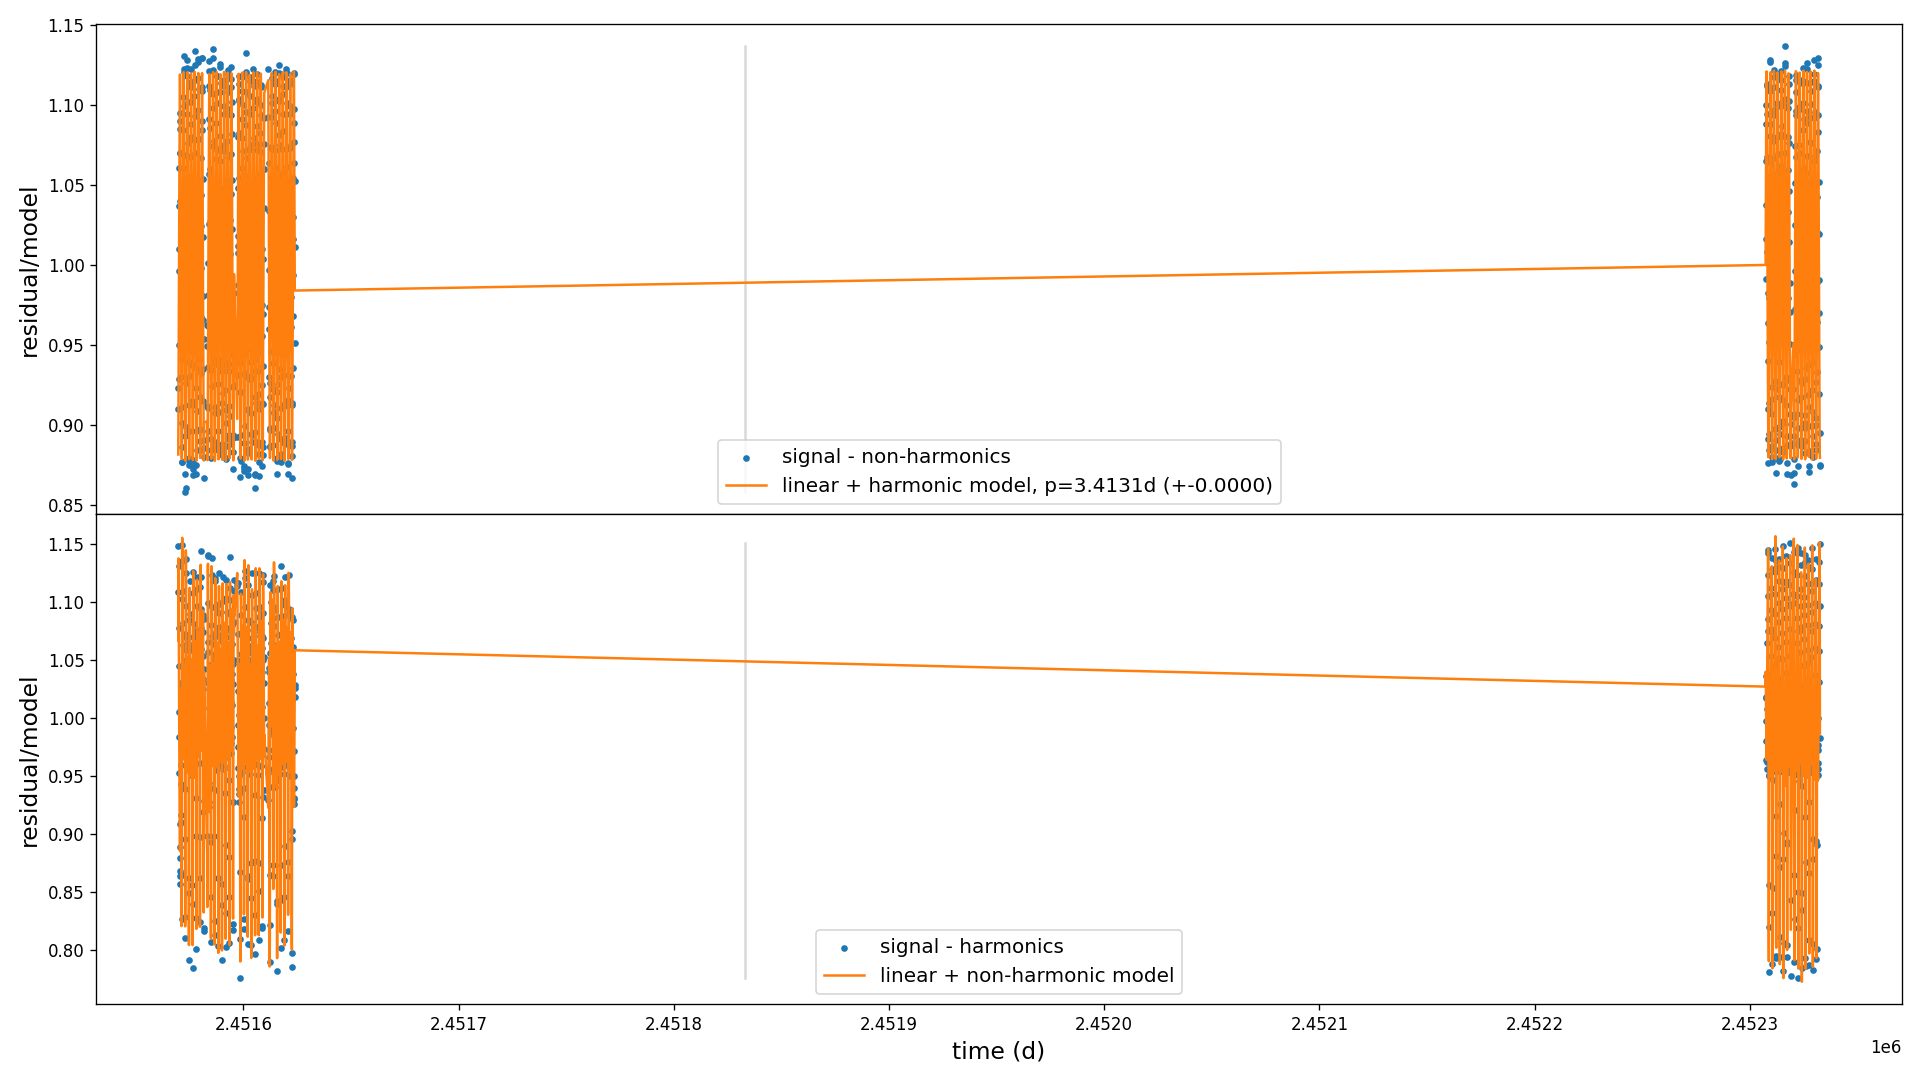 1.15
1.10
1.05
1.00
0.95
0.90
0.85
residual/model
signal - non-harmonics
linear + harmonic model, p=3.4131d (+-0.0000)
1.15
1.10
1.05
1.00
0.95
0.90
0.85
0.80
residual/model
signal - harmonics
linear + non-harmonic model
2.4516 2.4517 2.4518 2.4519 2.4520 2.4521 2.4522 2.4523
time (d)
1e6